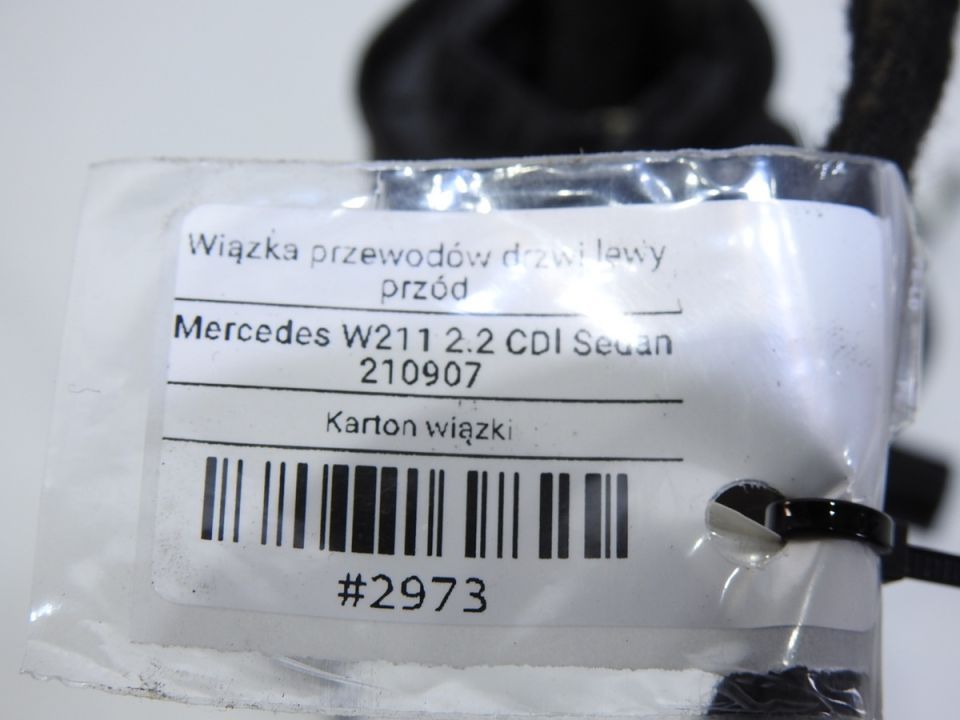 Wiązka przewodów drzwi lewy
przód
Mercedes W211 2.2 CDI Sedan
210907
Karton wiązki
#2973